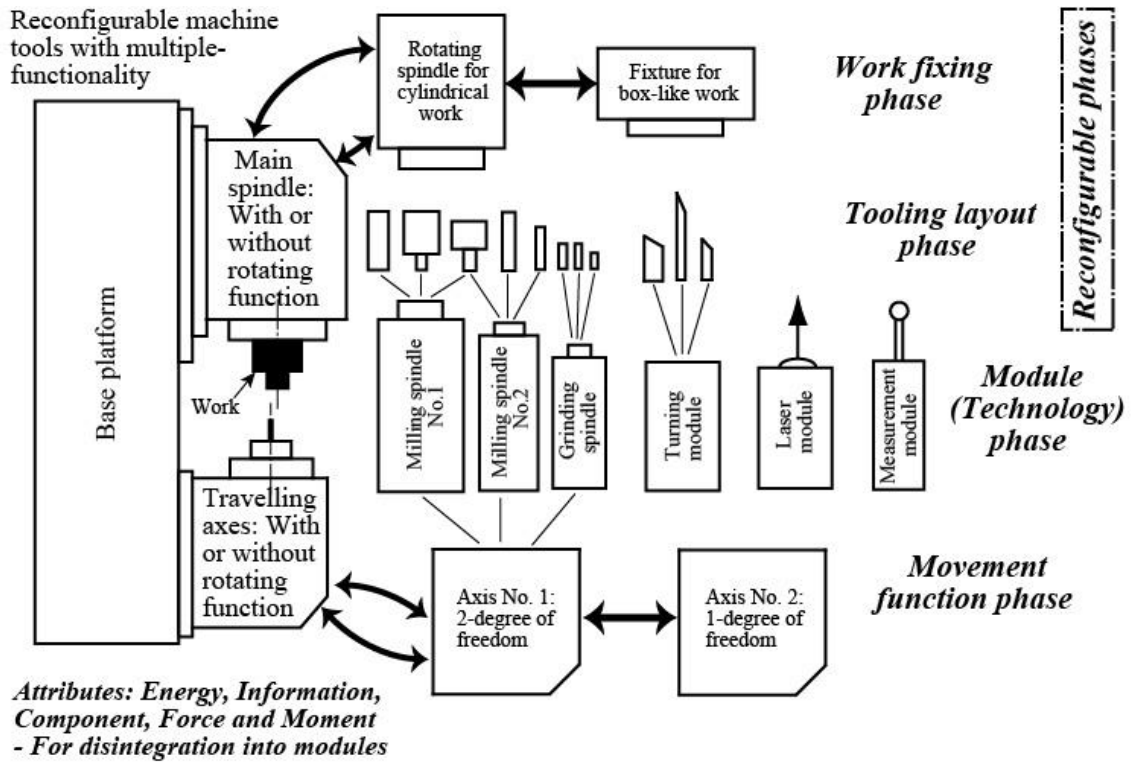 Reconfigurable machine
tools with multiple-
functionality
Rotating
spindle for
cylindrical
work
Fixture for
box-like work
Work fixing
phase
Reconfigurable phases
Base platform
Main
spindle:
With or
without
rotating
function
Tooling layout
phase
Work
Milling spindle
No.1
Milling spindle
No.2
Grinding
spindle
Turning
module
Laser
module
Measurement
module
Module
(Technology)
phase
Travelling
axes: With
or without
rotating
function
Axis No. 1:
2-degree of
freedom
Axis No. 2:
1-degree of
freedom
Movement
function phase
Attributes: Energy, Information,
Component, Force and Moment
- For disintegration into modules